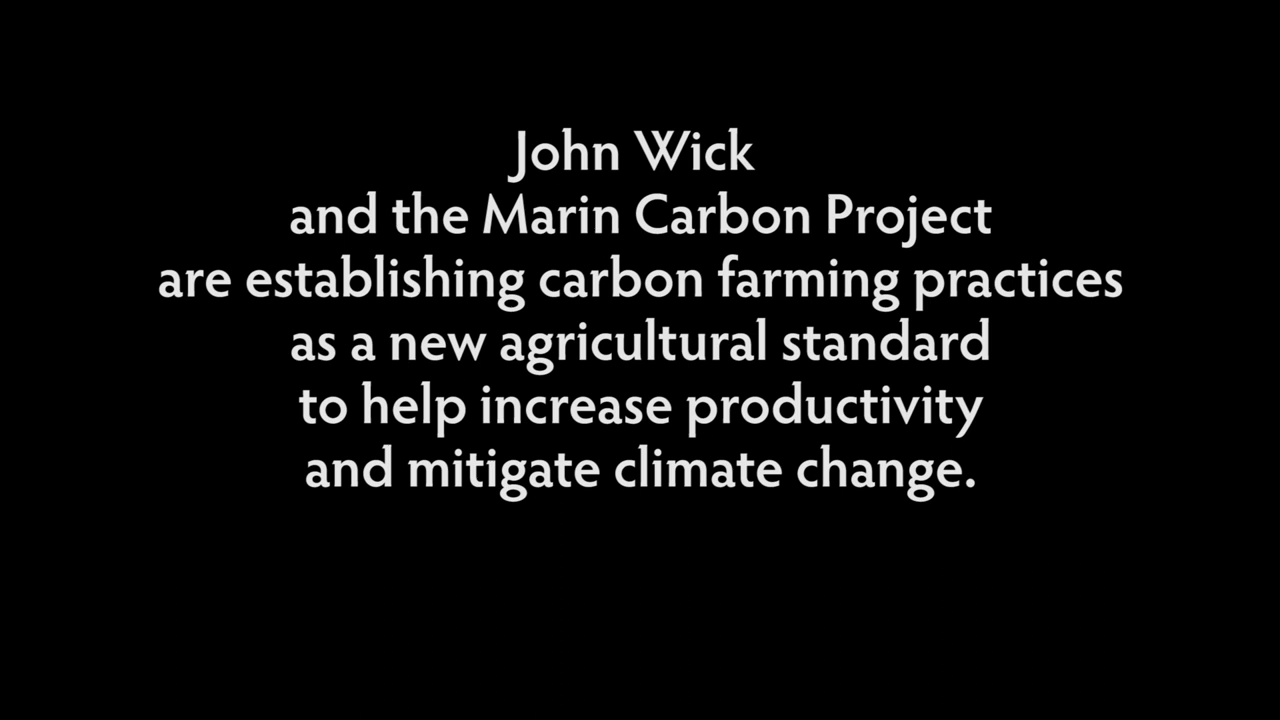 John Wick
and the Marin Carbon Project
are establishing carbon farming practices
as a new agricultural standard
to help increase productivity
and mitigate climate change.